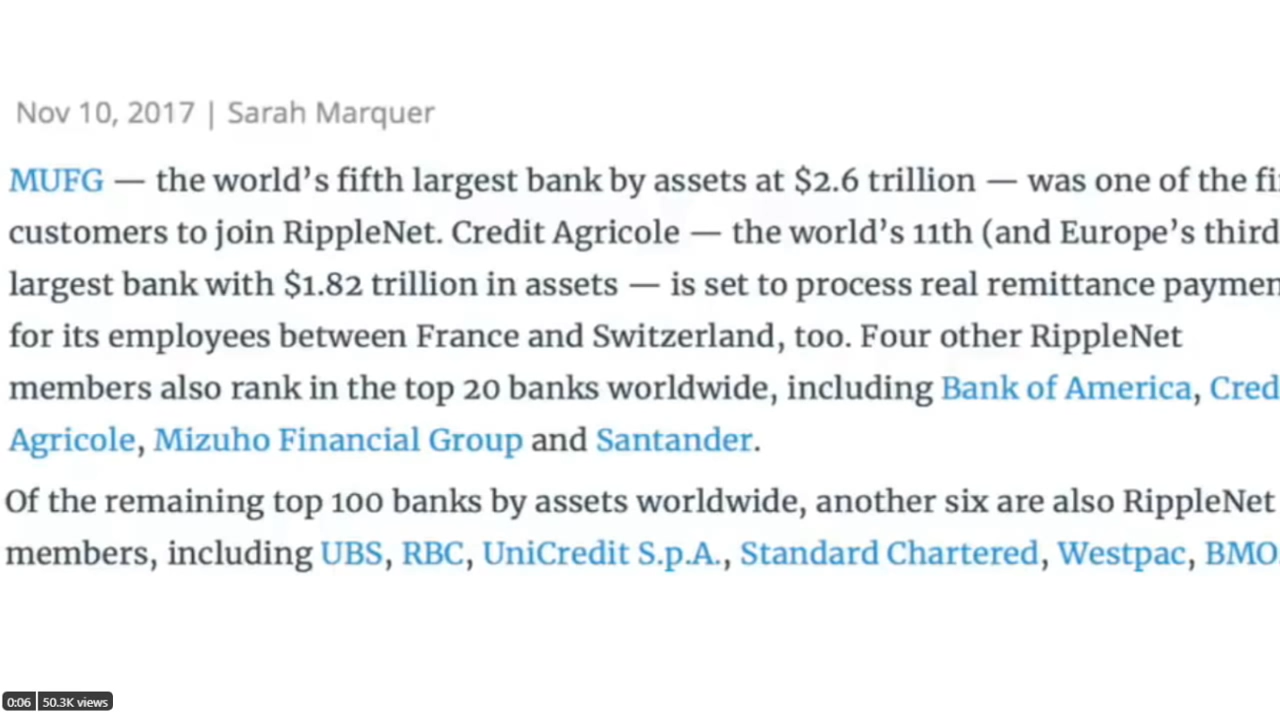 Nov 10, 2017 | Sarah Marquer
MUFG — the world's fifth largest bank by assets at $2.6 trillion — was one of the
customers to join RippleNet. Credit Agricole — the world's 11th (and Europe's third
largest bank with $1.82 trillion in assets — is set to process real remittance
for its employees between France and Switzerland, too. Four other RippleNet
members also rank in the top 20 banks worldwide, including Bank of America,
Agricole, Mizuho Financial Group and Santander.
Of the remaining top 100 banks by assets worldwide, another six are also RippleNet
members, including UBS, RBC, UniCredit S.p.A., Standard Chartered, Westpac, BMO
0:06 50.3K views